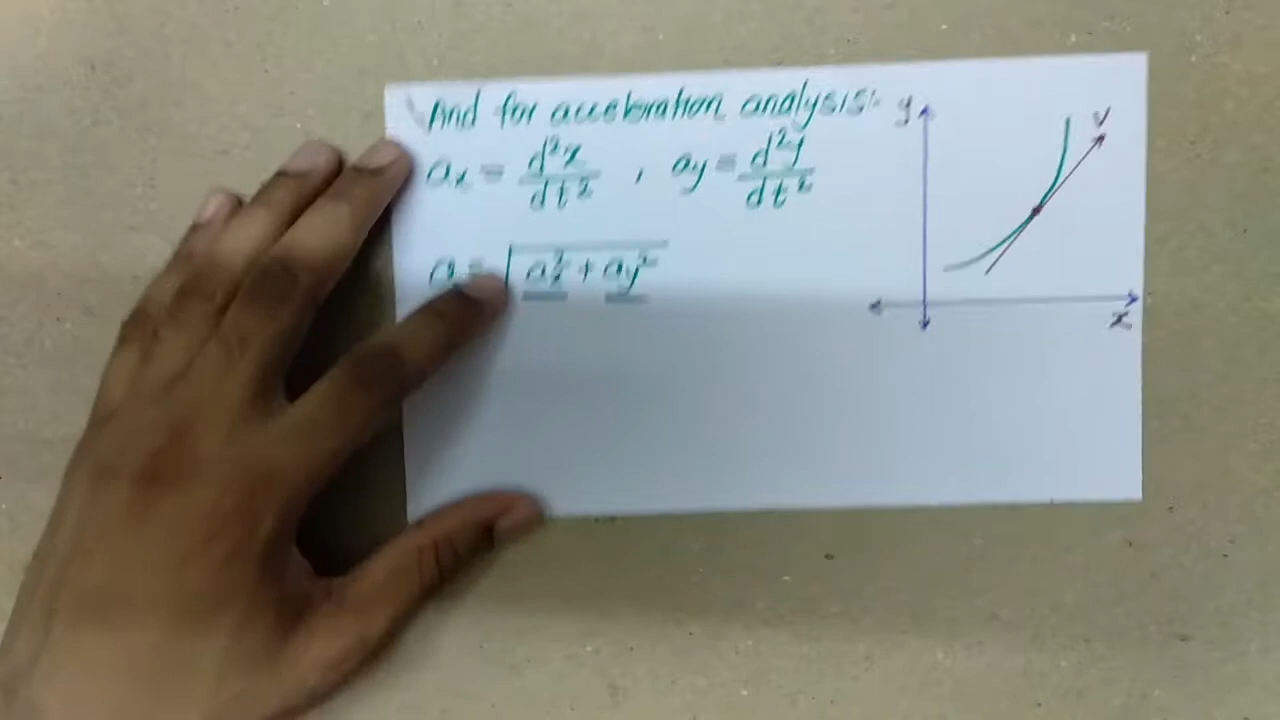 And for acceleration analysis:-
aₓ = d²x/dt² , ay = d²y/dt²
a = √(aₓ² + ay²)
y
v
x